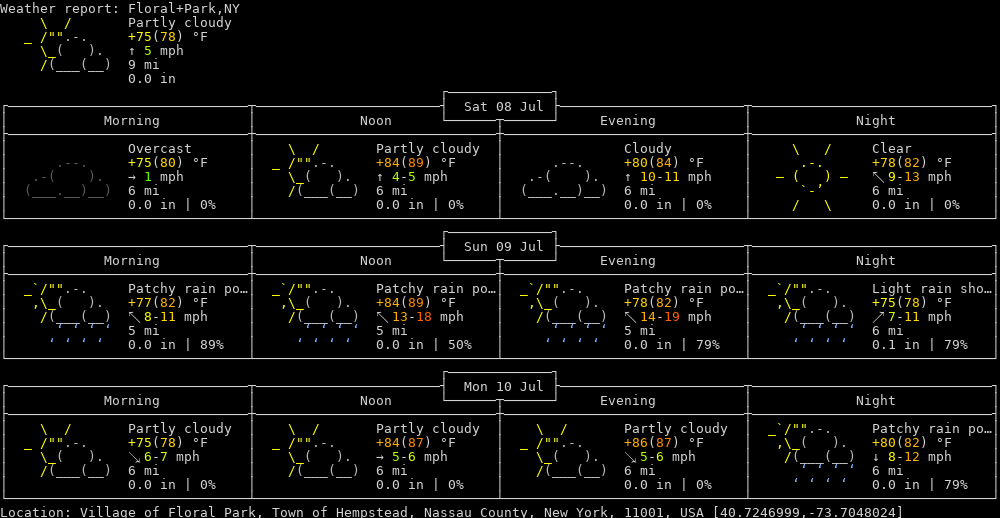 Weather report: Floral+Park,NY
Partly cloudy
+75(78) °F
↑ 5 mph
9 mi
0.0 in
Sat 08 Jul
Morning Noon Evening Night
Overcast Partly cloudy Cloudy Clear
+75(80) °F +84(89) °F +80(84) °F +78(82) °F
→ 1 mph ↑ 4-5 mph ↑ 10-11 mph ↖ 9-13 mph
6 mi 6 mi 6 mi 6 mi
0.0 in | 0% 0.0 in | 0% 0.0 in | 0% 0.0 in | 0%
Sun 09 Jul
Morning Noon Evening Night
Patchy rain po… Patchy rain po… Patchy rain po… Light rain sho…
+77(82) °F +84(89) °F +78(82) °F +75(78) °F
↖ 8-11 mph ↖ 13-18 mph ↖ 14-19 mph ↗ 7-11 mph
5 mi 5 mi 5 mi 6 mi
0.0 in | 89% 0.0 in | 50% 0.0 in | 79% 0.1 in | 79%
Mon 10 Jul
Morning Noon Evening Night
Partly cloudy Partly cloudy Partly cloudy Patchy rain po…
+75(78) °F +84(87) °F +86(87) °F +80(82) °F
↘ 6-7 mph → 5-6 mph ↘ 5-6 mph ↓ 8-12 mph
6 mi 6 mi 6 mi 6 mi
0.0 in | 0% 0.0 in | 0% 0.0 in | 0% 0.0 in | 79%
Location: Village of Floral Park, Town of Hempstead, Nassau County, New York, 11001, USA [40.7246999,-73.7048024]